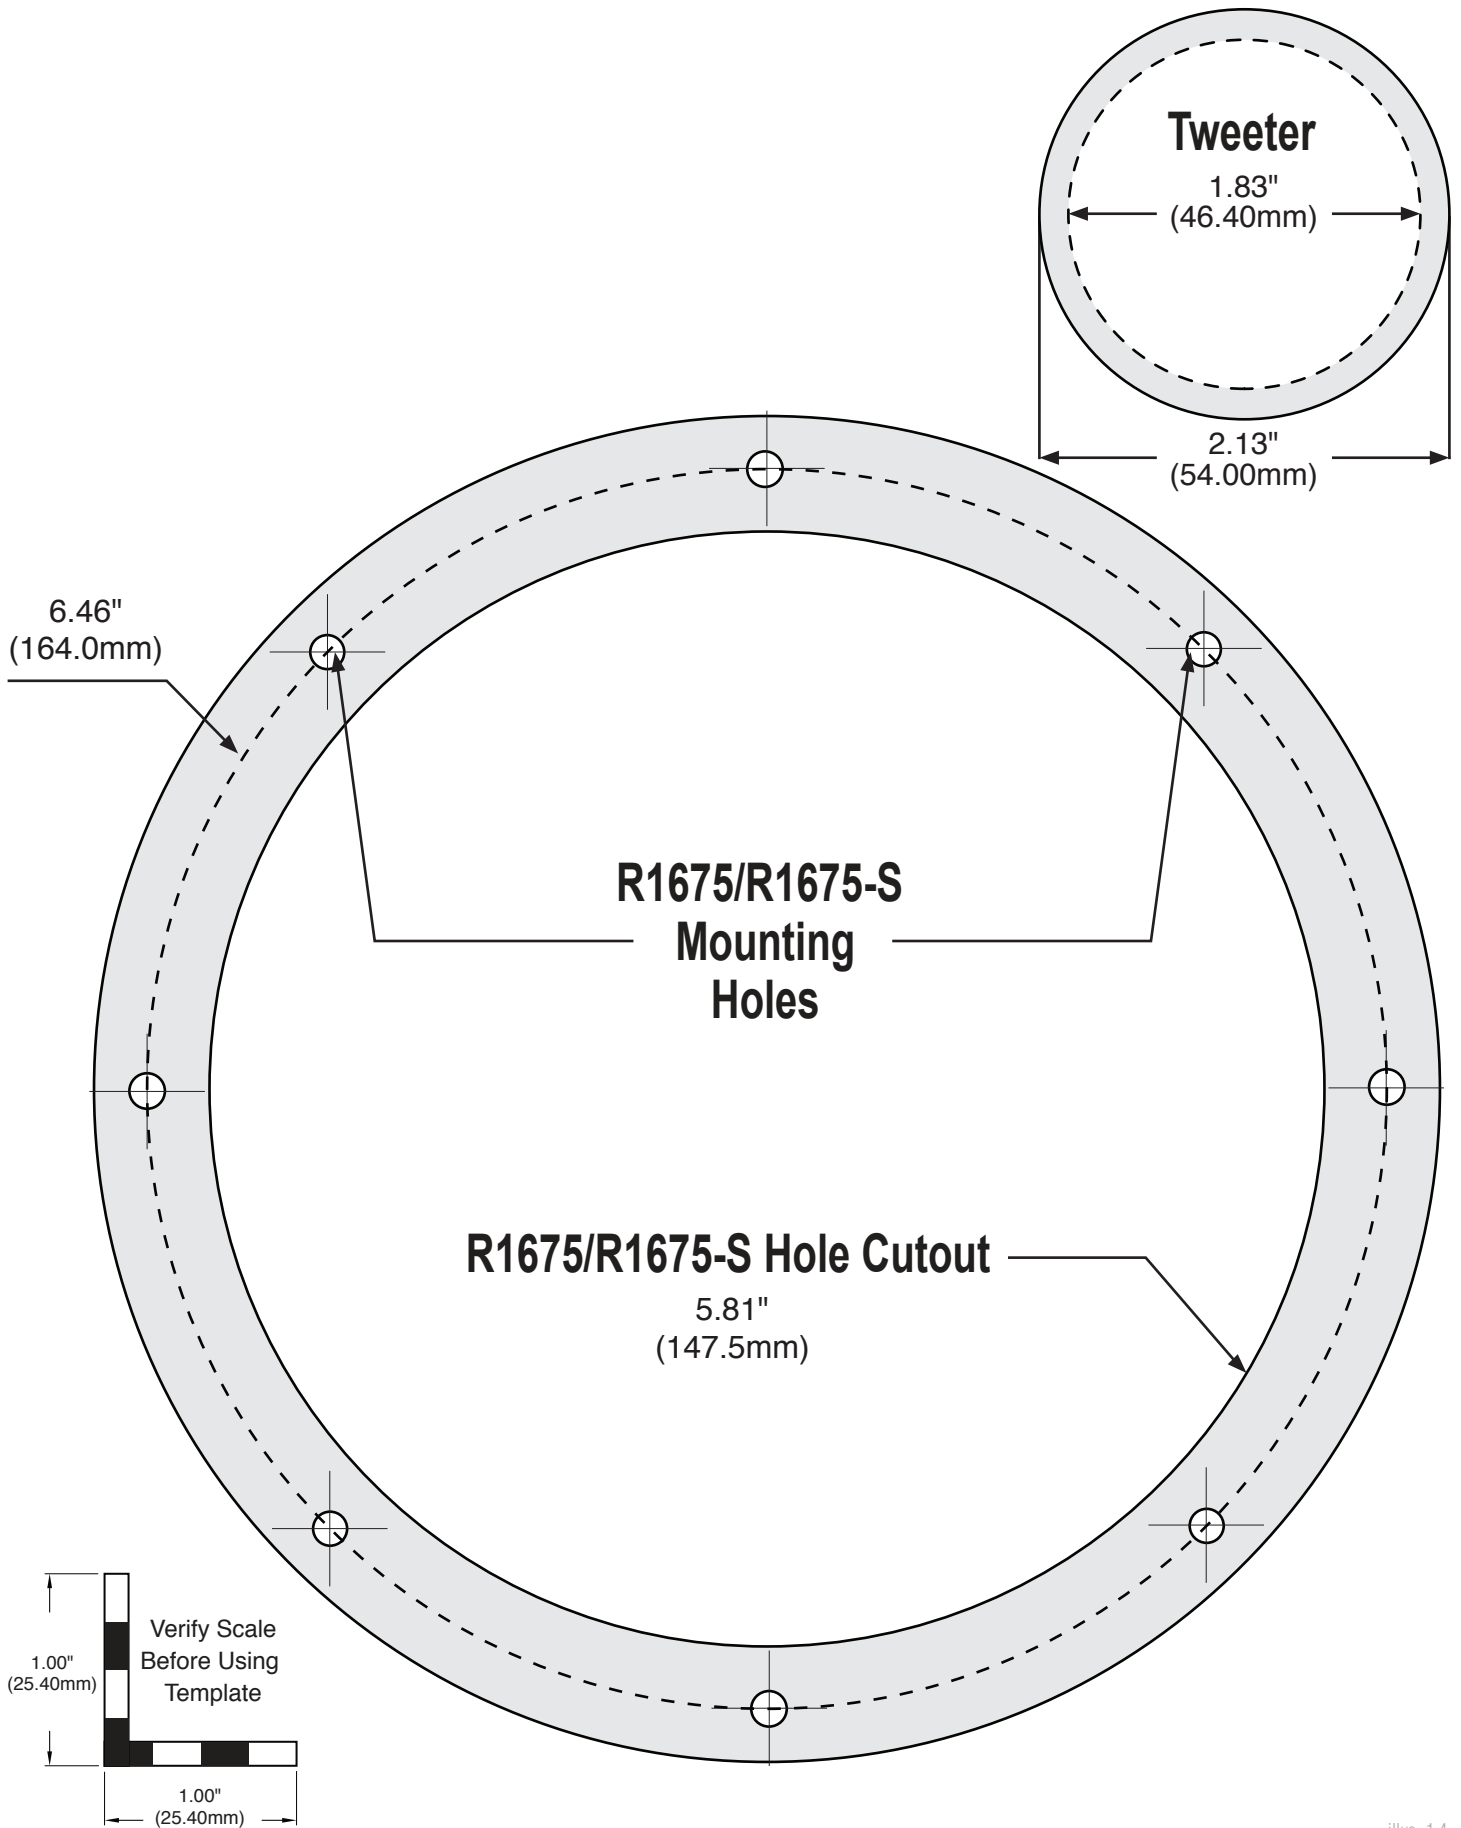 Tweeter
1.83"
(46.40mm)
2.13"
(54.00mm)
6.46"
(164.0mm)
R1675/R1675-S
Mounting
Holes
R1675/R1675-S Hole Cutout
5.81"
(147.5mm)
1.00"
(25.40mm)
Verify Scale
Before Using
Template
1.00"
(25.40mm)